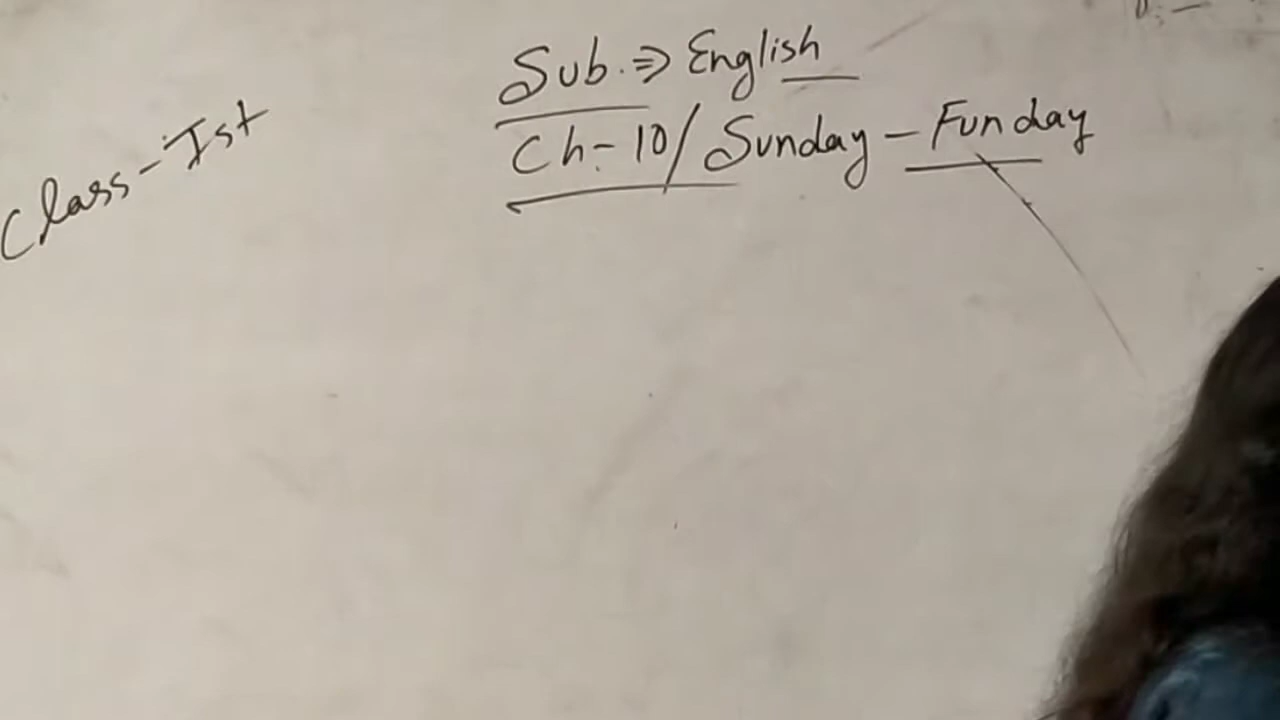 Sub. ⇒ English
Class - Ist
Ch - 10 / Sunday - Funday